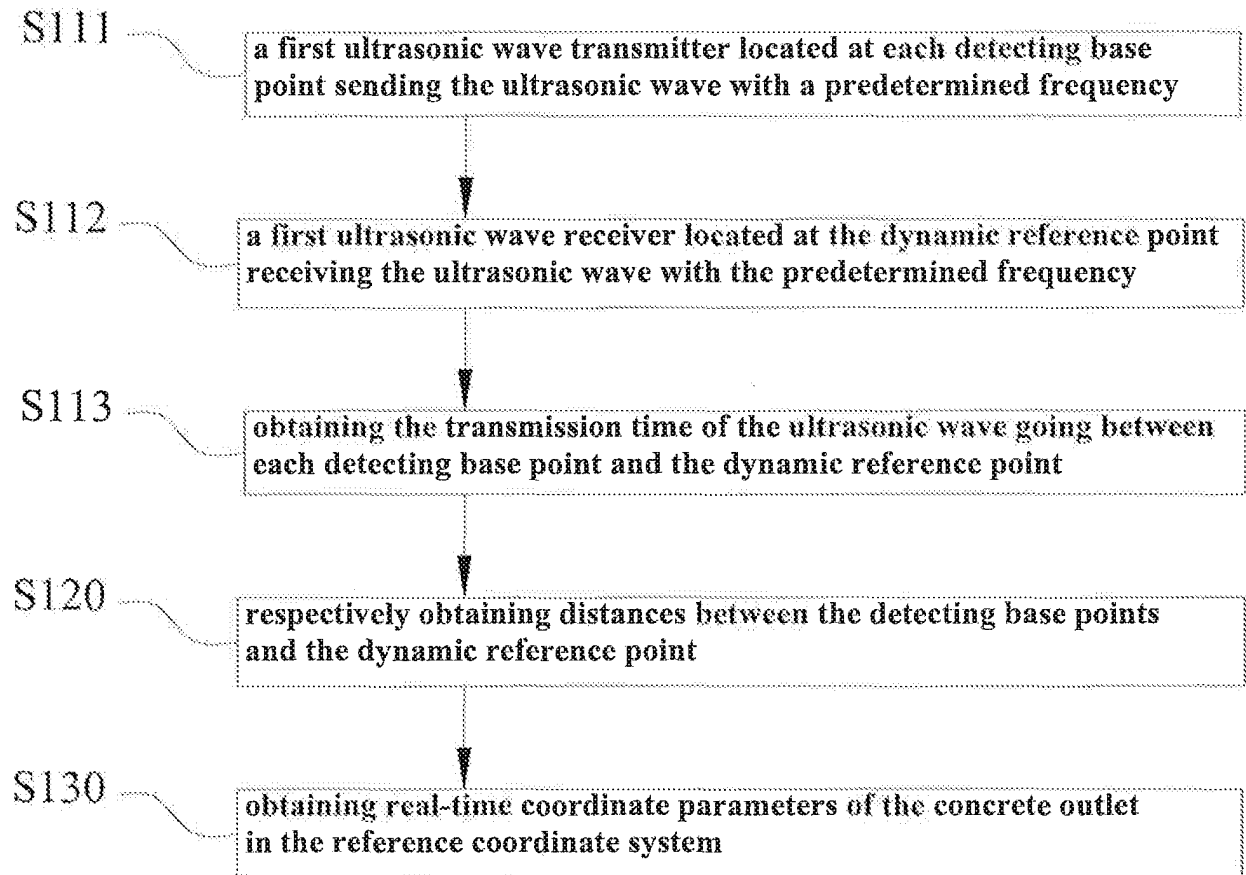 S111
a first ultrasonic wave transmitter located at each detecting base
point sending the ultrasonic wave with a predetermined frequency
S112
a first ultrasonic wave receiver located at the dynamic reference point
receiving the ultrasonic wave with the predetermined frequency
S113
obtaining the transmission time of the ultrasonic wave going between
each detecting base point and the dynamic reference point
S120
respectively obtaining distances between the detecting base points
and the dynamic reference point
S130
obtaining real-time coordinate parameters of the concrete outlet
in the reference coordinate system